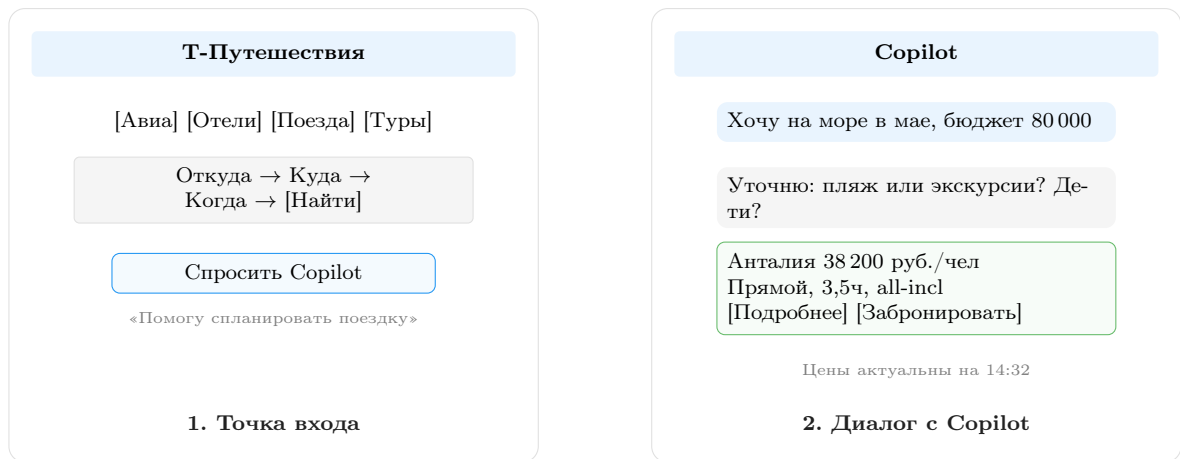 Т-Путешествия
[Авиа] [Отели] [Поезда] [Туры]
Откуда → Куда →
Когда → [Найти]
Спросить Copilot
«Помогу спланировать поездку»
1. Точка входа
Copilot
Хочу на море в мае, бюджет 80 000
Уточню: пляж или экскурсии? Де-
ти?
Анталия 38 200 руб./чел
Прямой, 3,5ч, all-incl
[Подробнее] [Забронировать]
Цены актуальны на 14:32
2. Диалог с Copilot